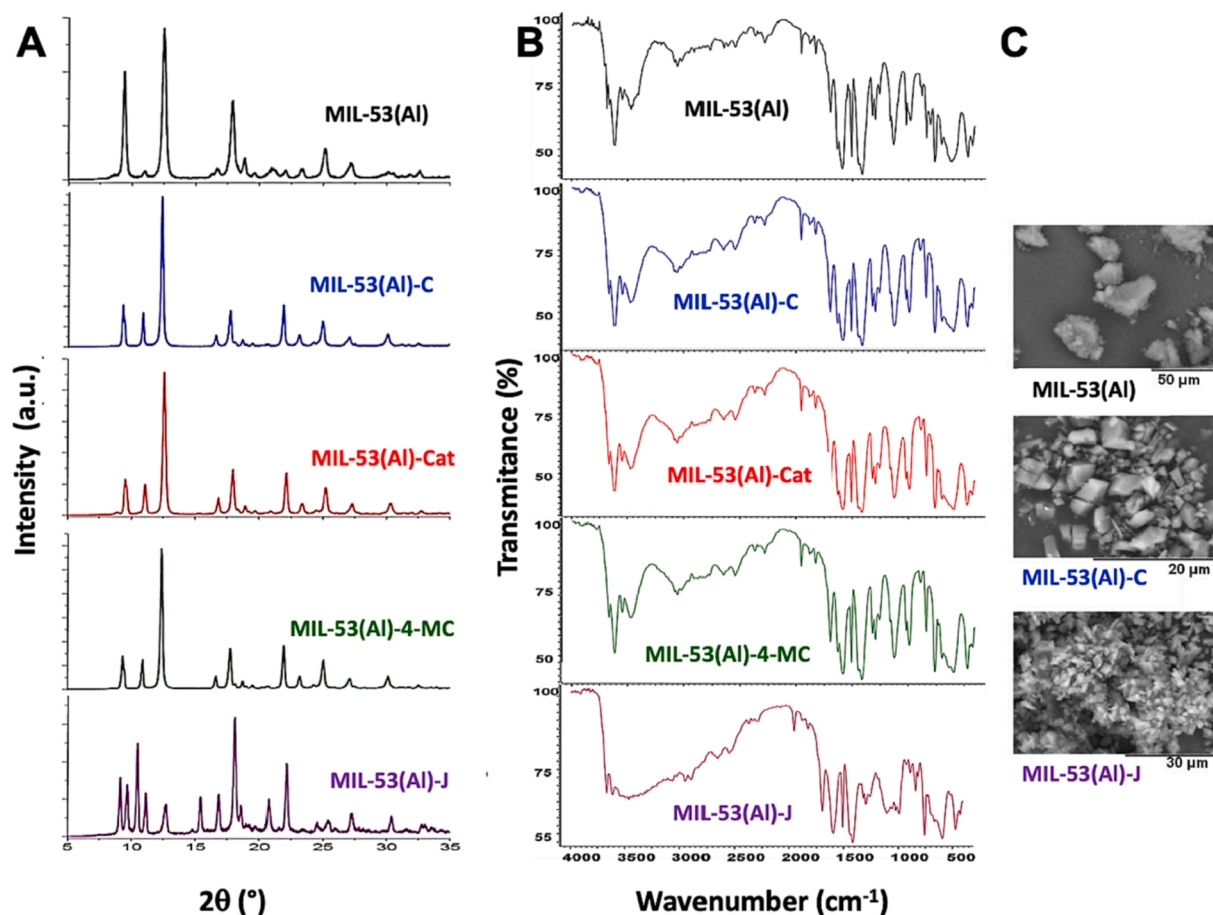 A
Intensity (a.u.)
MIL-53(Al)
MIL-53(Al)-C
MIL-53(Al)-Cat
MIL-53(Al)-4-MC
MIL-53(Al)-J
5 10 15 20 25 30 35
2θ (°)
B
Transmitance (%)
100
75
50
MIL-53(Al)
100
75
50
MIL-53(Al)-C
100
75
50
MIL-53(Al)-Cat
100
75
50
MIL-53(Al)-4-MC
100
75
55
MIL-53(Al)-J
4000 3500 3000 2500 2000 1500 1000 500
Wavenumber (cm⁻¹)
C
50 µm
MIL-53(Al)
20 µm
MIL-53(Al)-C
30 µm
MIL-53(Al)-J